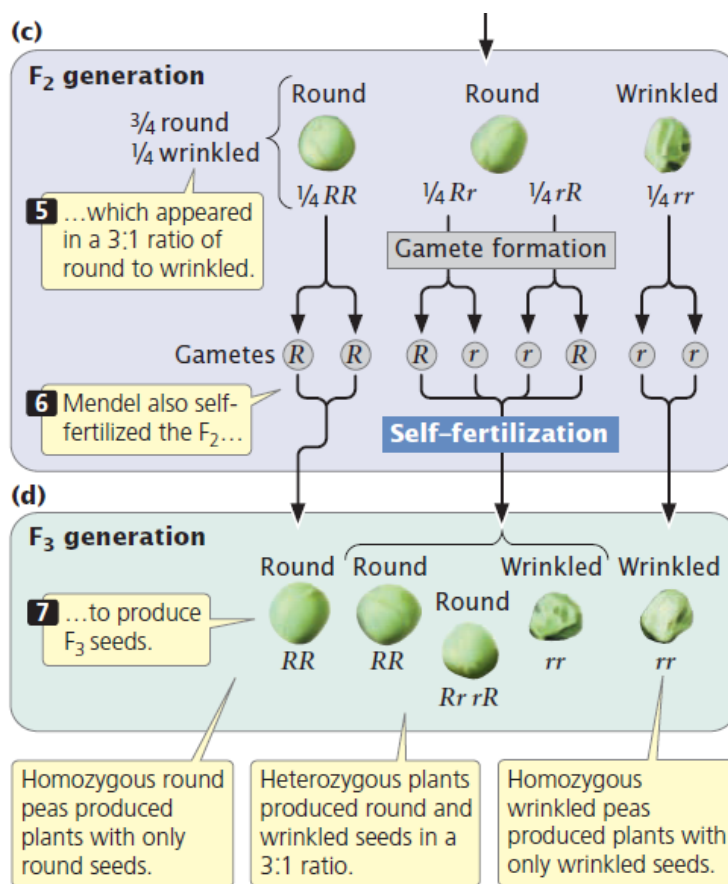 (c)
F2 generation
Round
Round
Wrinkled
3/4 round
1/4 wrinkled
1/4 RR
1/4 Rr
1/4 rR
1/4 rr
5 …which appeared
in a 3:1 ratio of
round to wrinkled.
Gamete formation
Gametes R R R r r R r r
6 Mendel also self-
fertilized the F2…
Self–fertilization
(d)
F3 generation
Round
Round
Wrinkled
Wrinkled
Round
7 …to produce
F3 seeds.
RR
RR
rr
rr
Rr rR
Homozygous round
peas produced
plants with only
round seeds.
Heterozygous plants
produced round and
wrinkled seeds in a
3:1 ratio.
Homozygous
wrinkled peas
produced plants with
only wrinkled seeds.